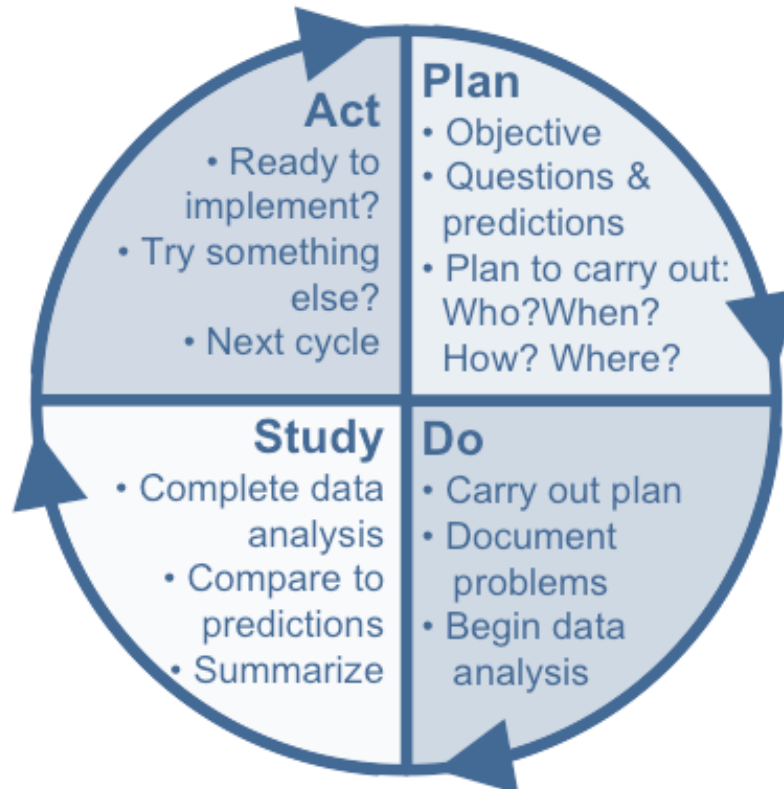 Act
• Ready to
implement?
• Try something
else?
• Next cycle
Plan
• Objective
• Questions &
predictions
• Plan to carry out:
Who?When?
How? Where?
Study
• Complete data
analysis
• Compare to
predictions
• Summarize
Do
• Carry out plan
• Document
problems
• Begin data
analysis